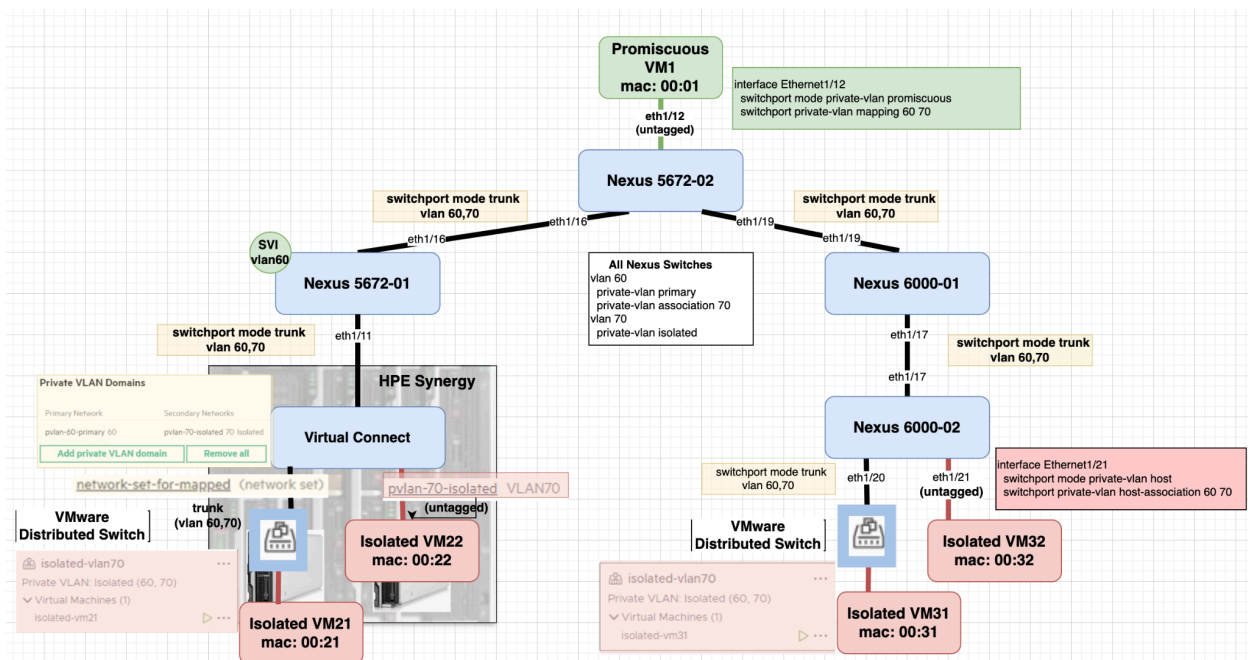 Promiscuous
VM1
mac: 00:01
interface Ethernet1/12
switchport mode private-vlan promiscuous
switchport private-vlan mapping 60 70
eth1/12
(untagged)
Nexus 5672-02
switchport mode trunk
vlan 60,70
switchport mode trunk
vlan 60,70
eth1/16
eth1/19
eth1/16
eth1/19
SVI
vlan60
Nexus 5672-01
All Nexus Switches
vlan 60
private-vlan primary
private-vlan association 70
vlan 70
private-vlan isolated
Nexus 6000-01
switchport mode trunk
vlan 60,70
eth1/11
eth1/17
switchport mode trunk
vlan 60,70
eth1/17
HPE Synergy
Private VLAN Domains
Primary Network Secondary Networks
pvlan-60-primary 60 pvlan-70-isolated 70 Isolated
Add private VLAN domain Remove all
Virtual Connect
Nexus 6000-02
network-set-for-mapped (network set)
pvlan-70-isolated VLAN70
(untagged)
trunk
(vlan 60,70)
switchport mode trunk
vlan 60,70
eth1/20
eth1/21
(untagged)
interface Ethernet1/21
switchport mode private-vlan host
switchport private-vlan host-association 60 70
VMware
Distributed Switch
Isolated VM22
mac: 00:22
VMware
Distributed Switch
Isolated VM32
mac: 00:32
isolated-vlan70
Private VLAN: Isolated (60, 70)
Virtual Machines (1)
isolated-vm21
Isolated VM21
mac: 00:21
isolated-vlan70
Private VLAN: Isolated (60, 70)
Virtual Machines (1)
isolated-vm31
Isolated VM31
mac: 00:31